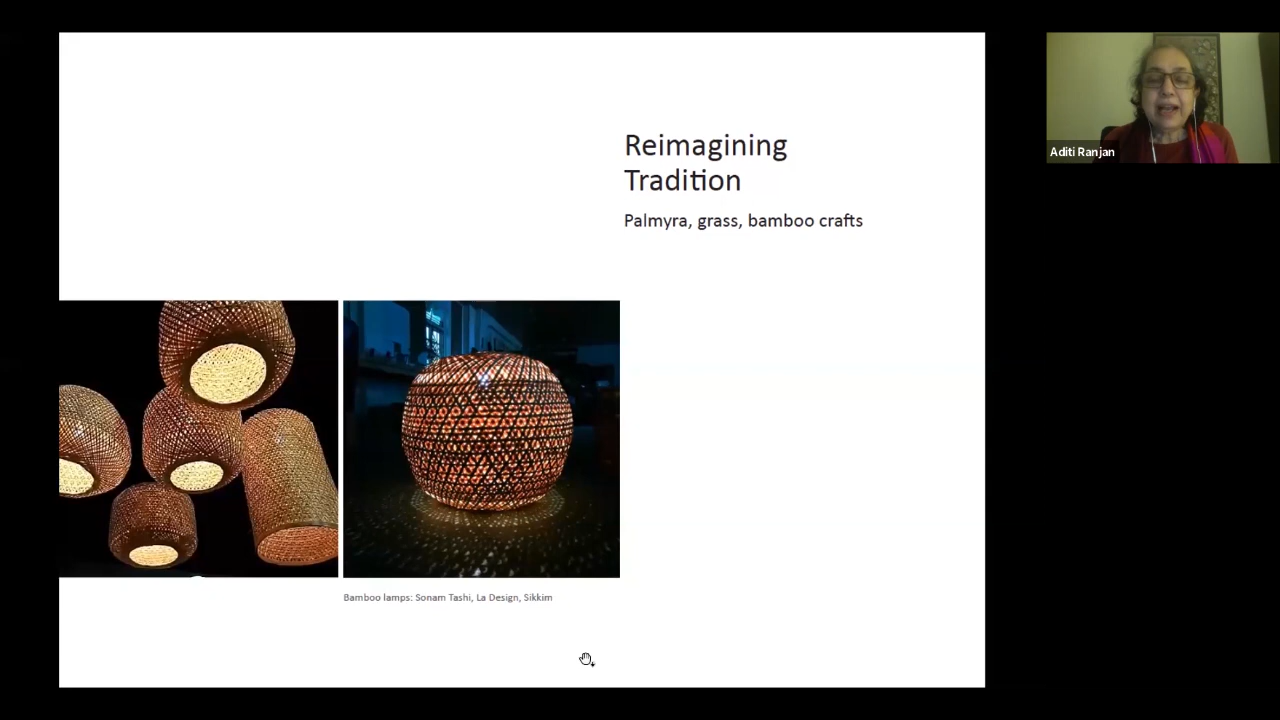 Reimagining
Tradition
Palmyra, grass, bamboo crafts
Bamboo lamps: Sonam Tashi, La Design, Sikkim
Aditi Ranjan